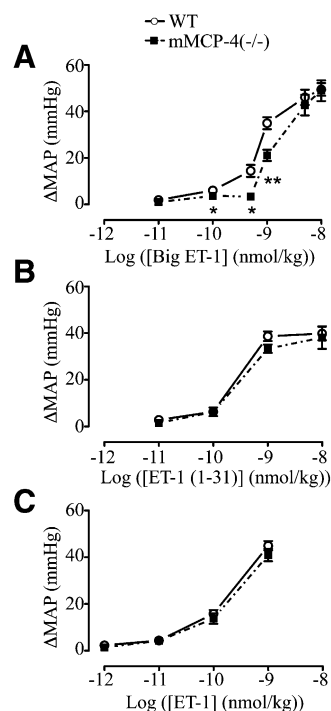 WT
mMCP-4(-/-)
A
60
40
20
0
ΔMAP (mmHg)
**
* *
-12 -11 -10 -9 -8
Log ([Big ET-1] (nmol/kg))
B
60
40
20
0
ΔMAP (mmHg)
-12 -11 -10 -9 -8
Log ([ET-1 (1-31)] (nmol/kg))
C
60
40
20
0
ΔMAP (mmHg)
-12 -11 -10 -9 -8
Log ([ET-1] (nmol/kg))